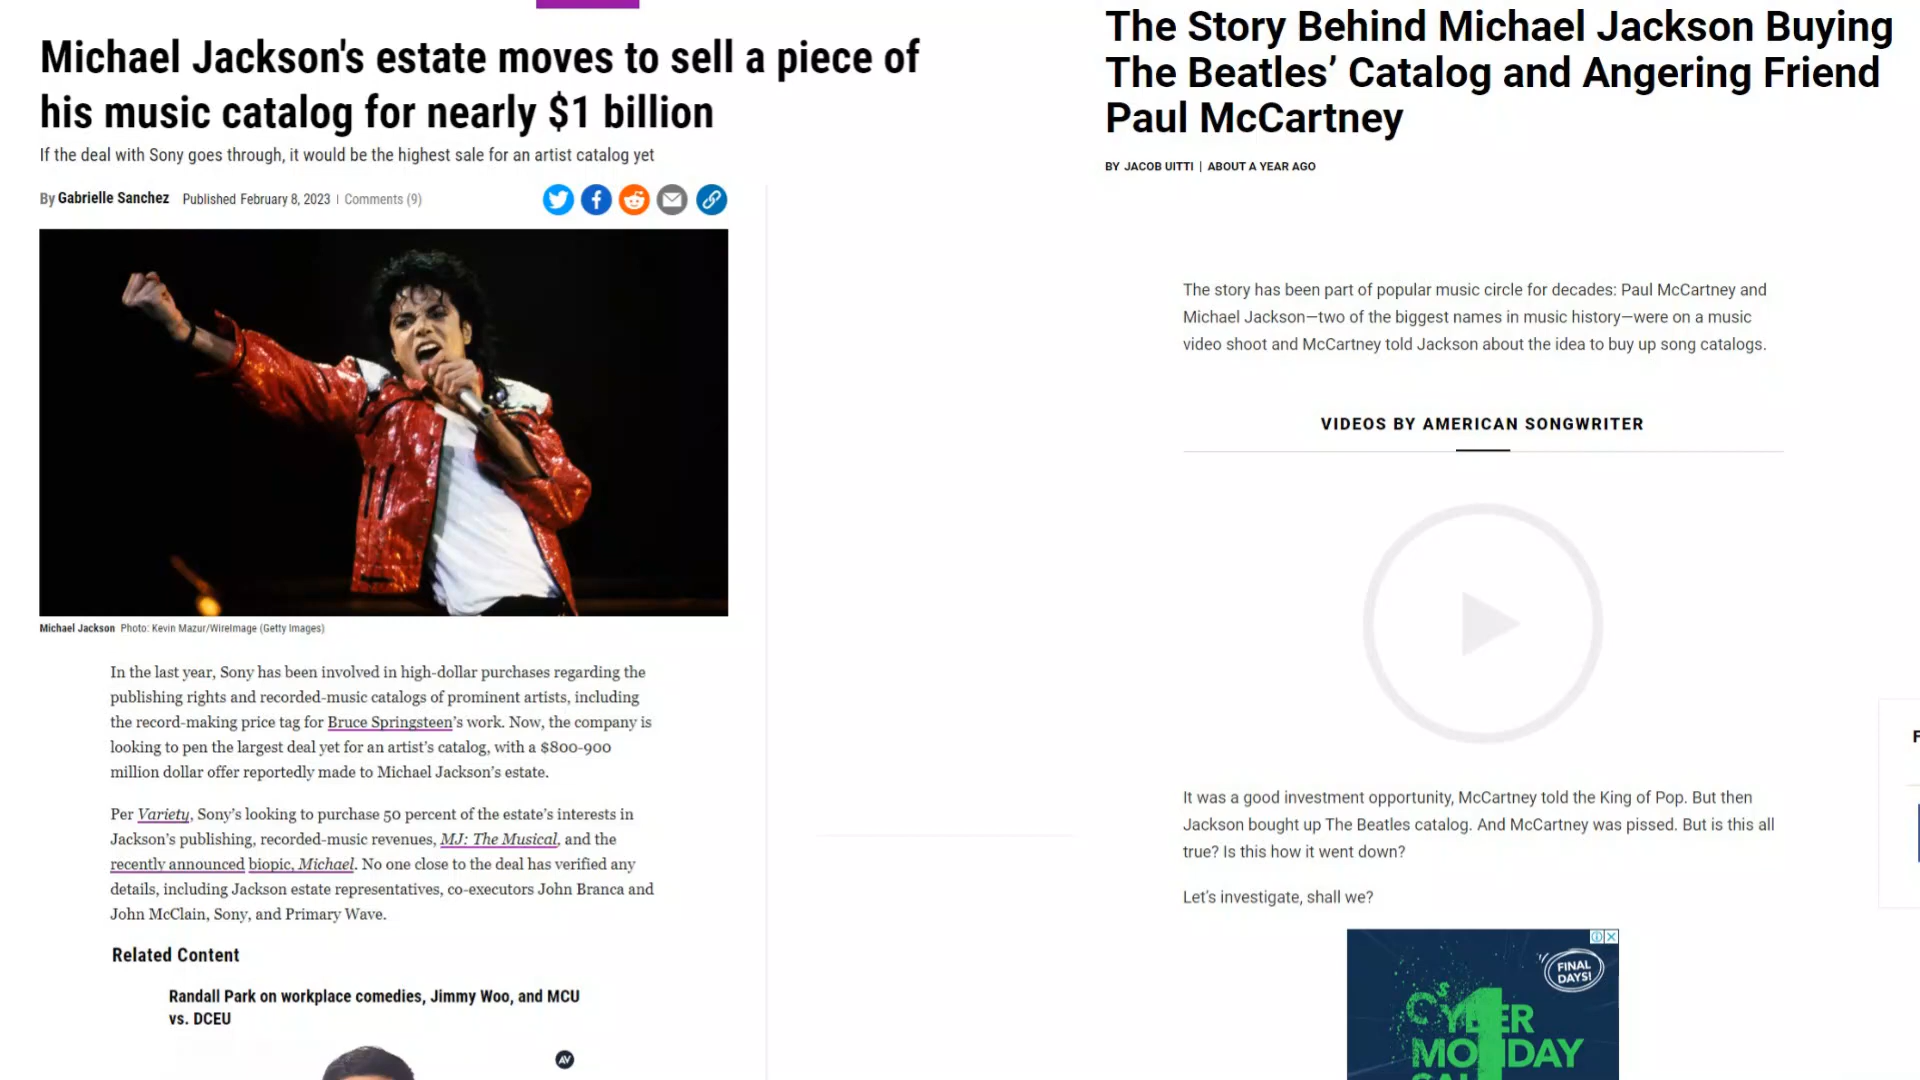 Michael Jackson's estate moves to sell a piece of
his music catalog for nearly $1 billion
If the deal with Sony goes through, it would be the highest sale for an artist catalog yet
By Gabrielle Sanchez Published February 8, 2023 | Comments (9)
Michael Jackson Photo: Kevin Mazur/WireImage (Getty Images)
In the last year, Sony has been involved in high-dollar purchases regarding the
publishing rights and recorded-music catalogs of prominent artists, including
the record-making price tag for Bruce Springsteen's work. Now, the company is
looking to pen the largest deal yet for an artist's catalog, with a $800-900
million dollar offer reportedly made to Michael Jackson's estate.
Per Variety, Sony's looking to purchase 50 percent of the estate's interests in
Jackson's publishing, recorded-music revenues, MJ: The Musical, and the
recently announced biopic, Michael. No one close to the deal has verified any
details, including Jackson estate representatives, co-executors John Branca and
John McClain, Sony, and Primary Wave.
Related Content
Randall Park on workplace comedies, Jimmy Woo, and MCU
vs. DCEU
AV
The Story Behind Michael Jackson Buying
The Beatles’ Catalog and Angering Friend
Paul McCartney
BY JACOB UITTI | ABOUT A YEAR AGO
The story has been part of popular music circle for decades: Paul McCartney and
Michael Jackson—two of the biggest names in music history—were on a music
video shoot and McCartney told Jackson about the idea to buy up song catalogs.
VIDEOS BY AMERICAN SONGWRITER
It was a good investment opportunity, McCartney told the King of Pop. But then
Jackson bought up The Beatles catalog. And McCartney was pissed. But is this all
true? Is this how it went down?
Let’s investigate, shall we?
FINAL
DAYS!
CYBER
MONDAY